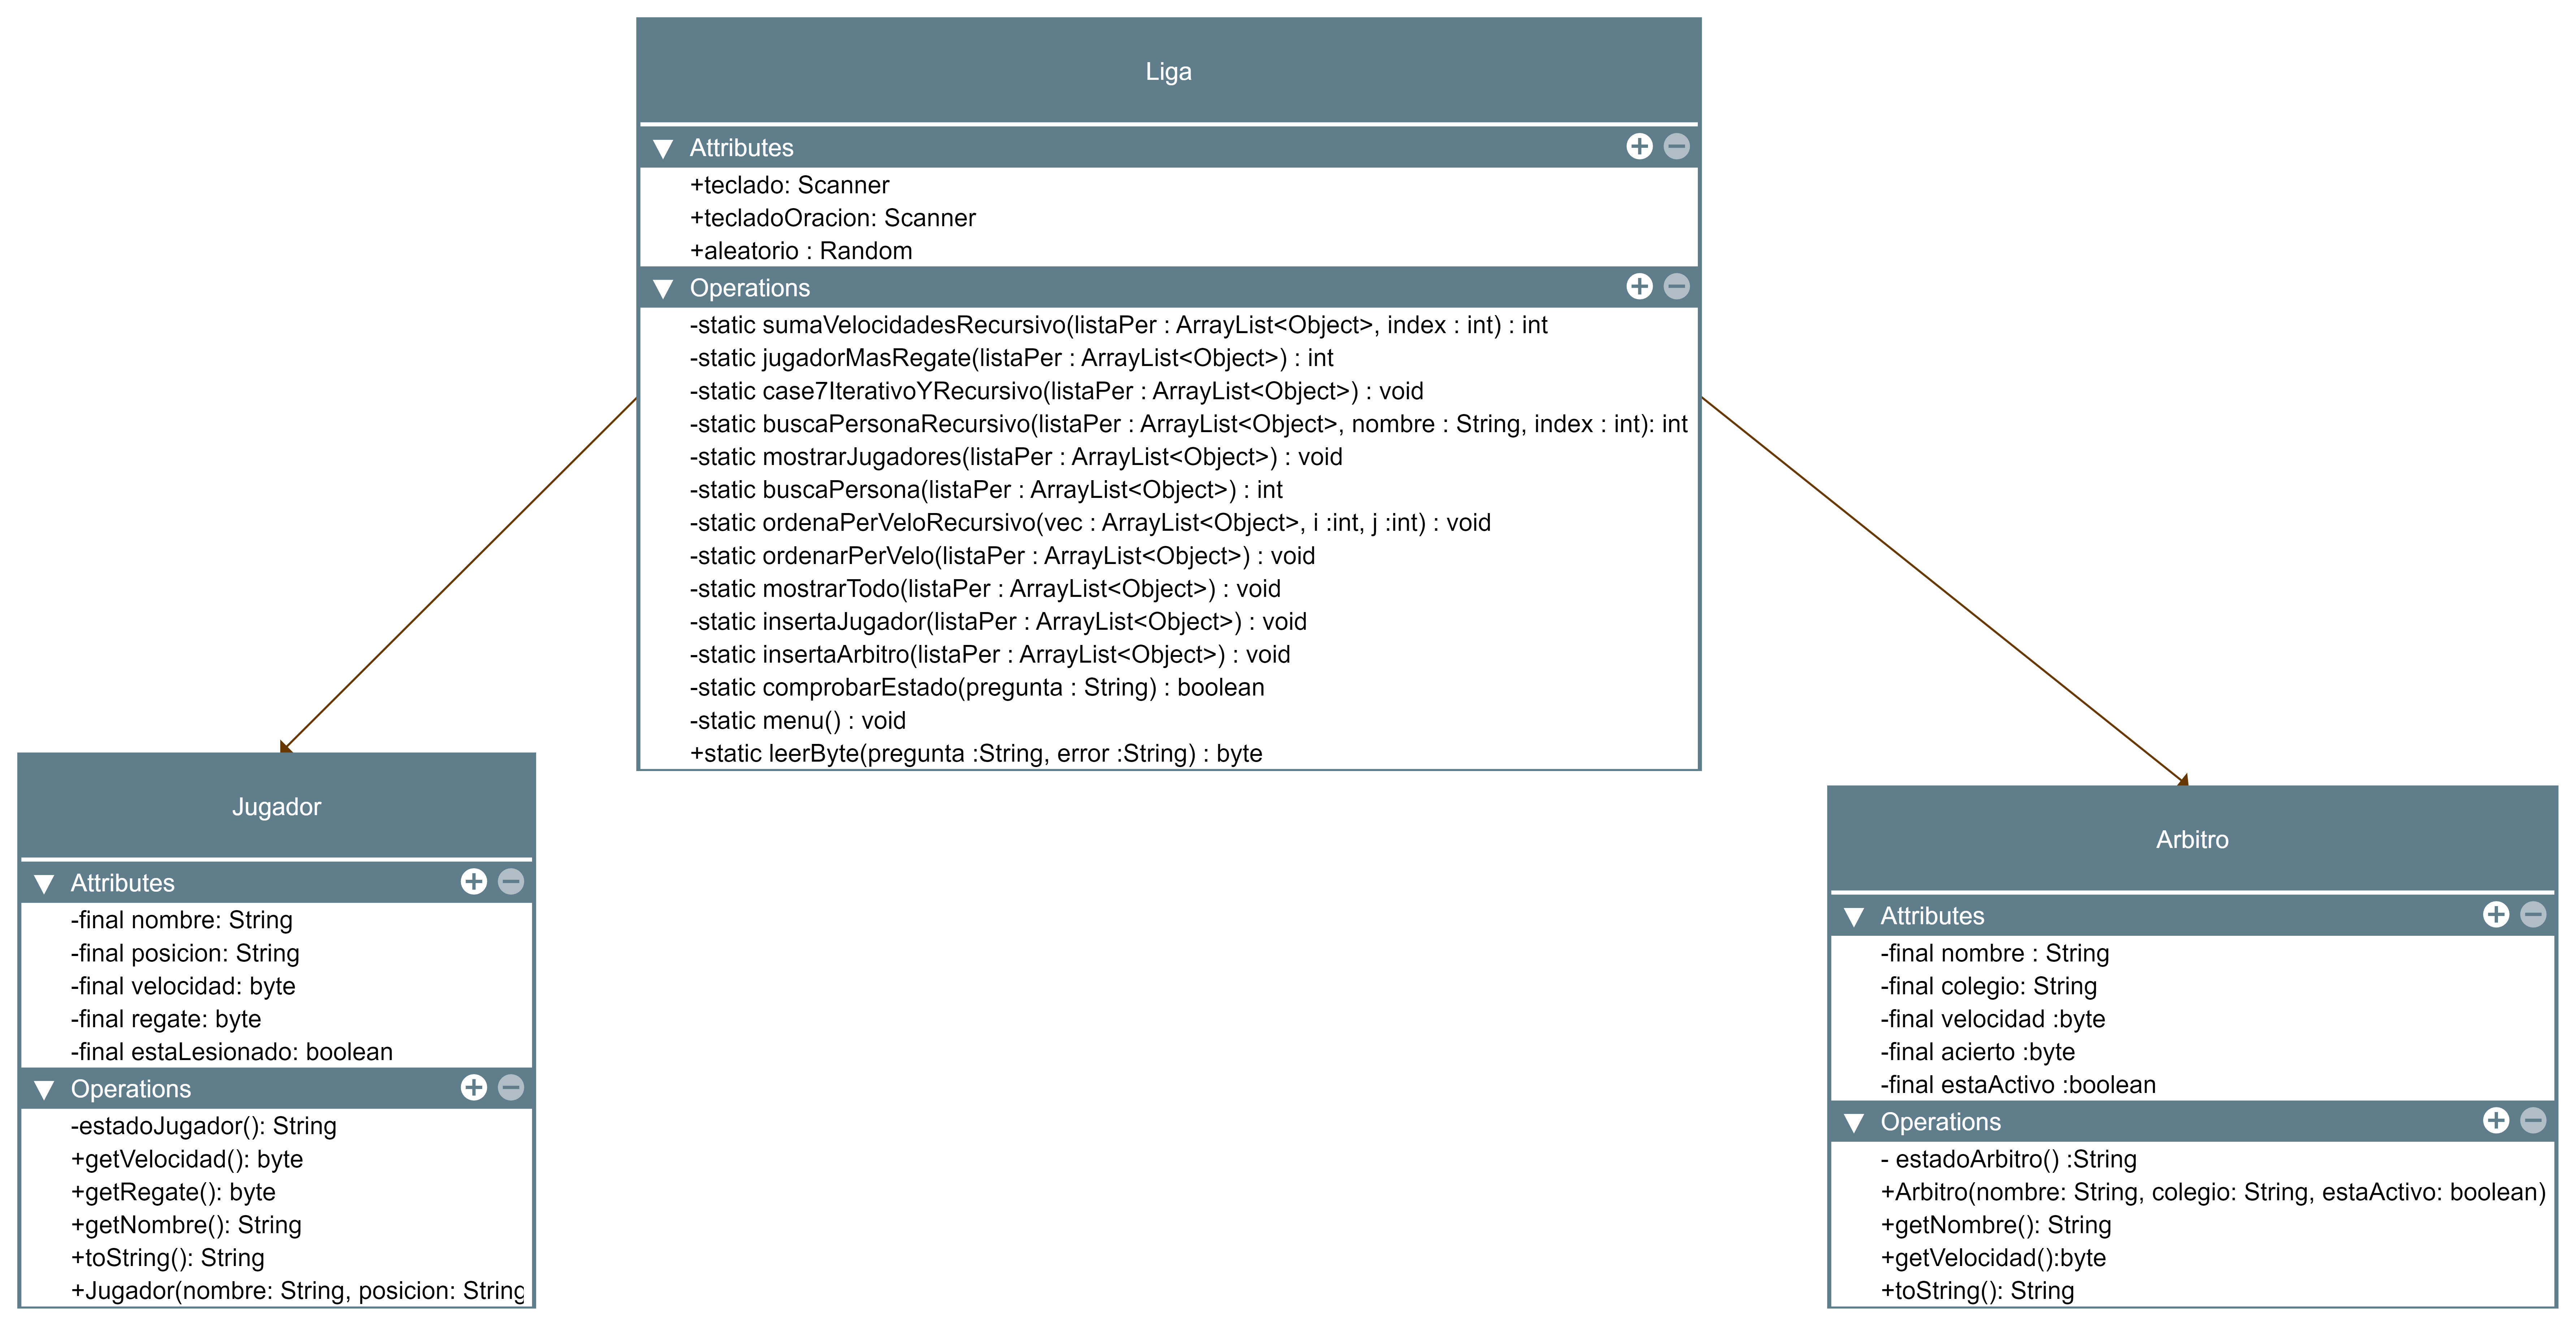 Liga
Attributes
+teclado: Scanner
+tecladoOracion: Scanner
+aleatorio : Random
Operations
-static sumaVelocidadesRecursivo(listaPer : ArrayList<Object>, index : int) : int
-static jugadorMasRegate(listaPer : ArrayList<Object>) : int
-static case7IterativoYRecursivo(listaPer : ArrayList<Object>) : void
-static buscaPersonaRecursivo(listaPer : ArrayList<Object>, nombre : String, index : int): int
-static mostrarJugadores(listaPer : ArrayList<Object>) : void
-static buscaPersona(listaPer : ArrayList<Object>) : int
-static ordenaPerVeloRecursivo(vec : ArrayList<Object>, i :int, j :int) : void
-static ordenarPerVelo(listaPer : ArrayList<Object>) : void
-static mostrarTodo(listaPer : ArrayList<Object>) : void
-static insertaJugador(listaPer : ArrayList<Object>) : void
-static insertaArbitro(listaPer : ArrayList<Object>) : void
-static comprobarEstado(pregunta : String) : boolean
-static menu() : void
+static leerByte(pregunta :String, error :String) : byte
Jugador
Attributes
-final nombre: String
-final posicion: String
-final velocidad: byte
-final regate: byte
-final estaLesionado: boolean
Operations
-estadoJugador(): String
+getVelocidad(): byte
+getRegate(): byte
+getNombre(): String
+toString(): String
+Jugador(nombre: String, posicion: String
Arbitro
Attributes
-final nombre : String
-final colegio: String
-final velocidad :byte
-final acierto :byte
-final estaActivo :boolean
Operations
- estadoArbitro() :String
+Arbitro(nombre: String, colegio: String, estaActivo: boolean)
+getNombre(): String
+getVelocidad():byte
+toString(): String